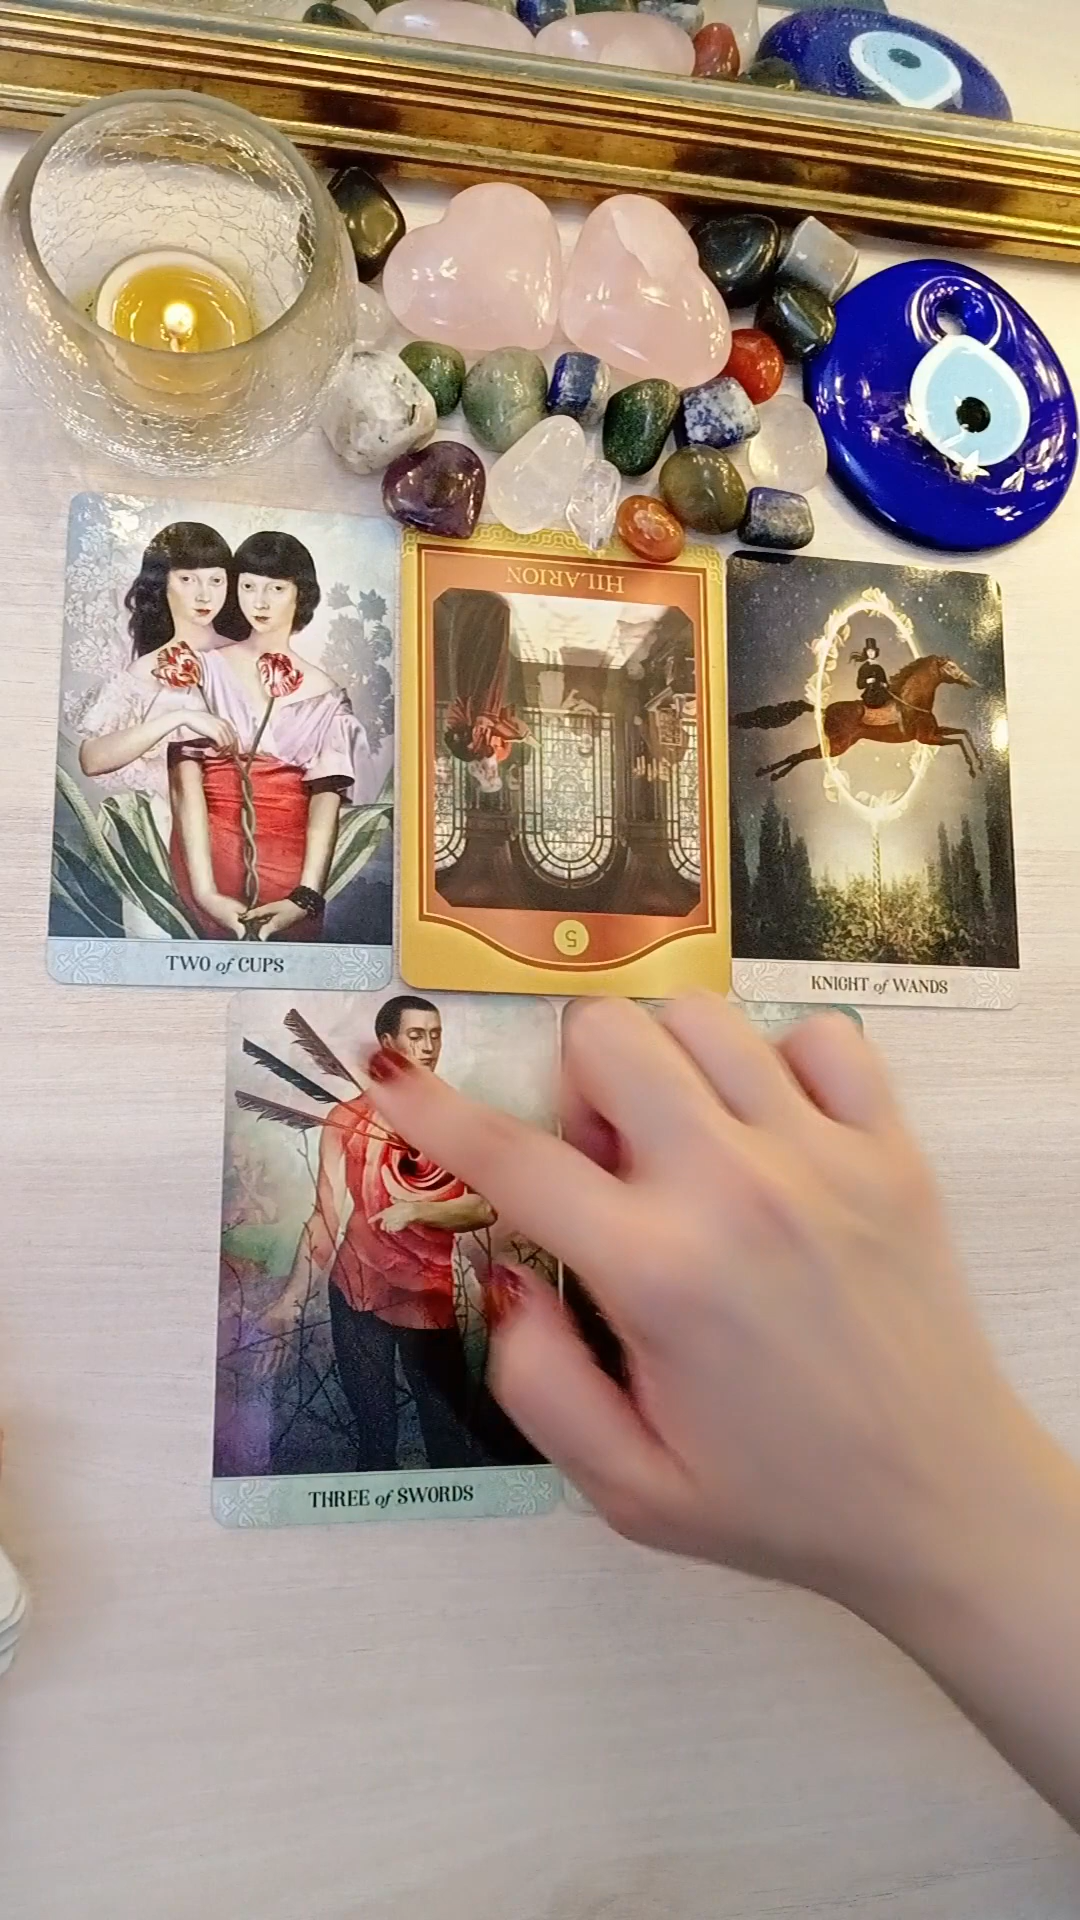 HILARION
5
TWO of CUPS
KNIGHT of WANDS
THREE of SWORDS